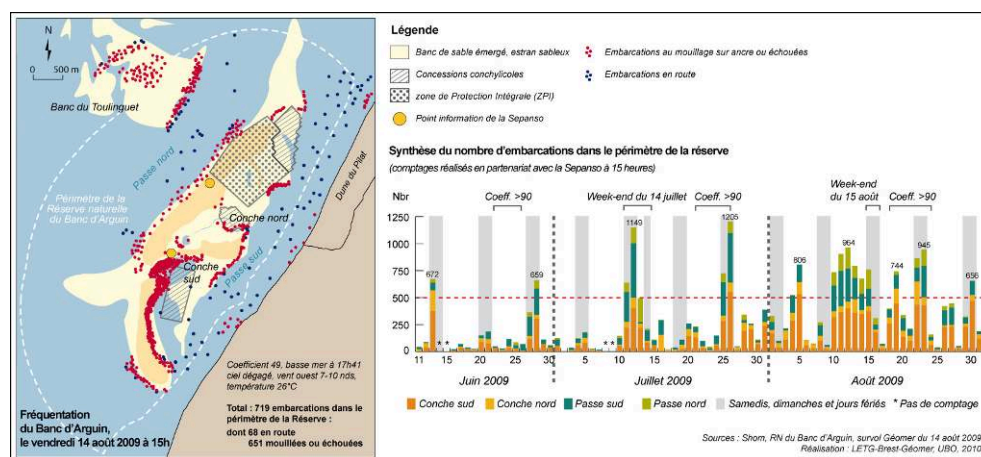 N
0 500 m
Banc du Toulinguet
Passe nord
Périmètre de la
Réserve naturelle
du Banc d'Arguin
Conche nord
Conche
sud
Passe sud
Dune du Pilat
Coefficient 49, basse mer à 17h41
ciel dégagé, vent ouest 7-10 nds,
température 26°C
Total : 719 embarcations dans le
périmètre de la Réserve :
dont 68 en route
651 mouillées ou échouées
Fréquentation
du Banc d'Arguin,
le vendredi 14 août 2009 à 15h
Légende
Banc de sable émergé, estran sableux
Concessions conchylicoles
zone de Protection Intégrale (ZPI)
Point information de la Sepanso
Embarcations au mouillage sur ancre ou échouées
Embarcations en route
Synthèse du nombre d'embarcations dans le périmètre de la réserve
(comptages réalisés en partenariat avec la Sepanso à 15 heures)
Nbr
Coeff. >90
Week-end du 14 juillet
Coeff. >90
Week-end
du 15 août
Coeff. >90
1250
1000
750
500
250
672
659
1149
1205
806
964
744
945
656
* *
* *
11 15 20 25 30
5 10 15 20 25 30
5 10 15 20 25 30
Juin 2009
Juillet 2009
Août 2009
Conche sud
Conche nord
Passe sud
Passe nord
Samedis, dimanches et jours fériés
* Pas de comptage
Sources : Shom, RN du Banc d'Arguin, survol Géomer du 14 août 2009
Réalisation : LETG-Brest-Géomer, UBO, 2010